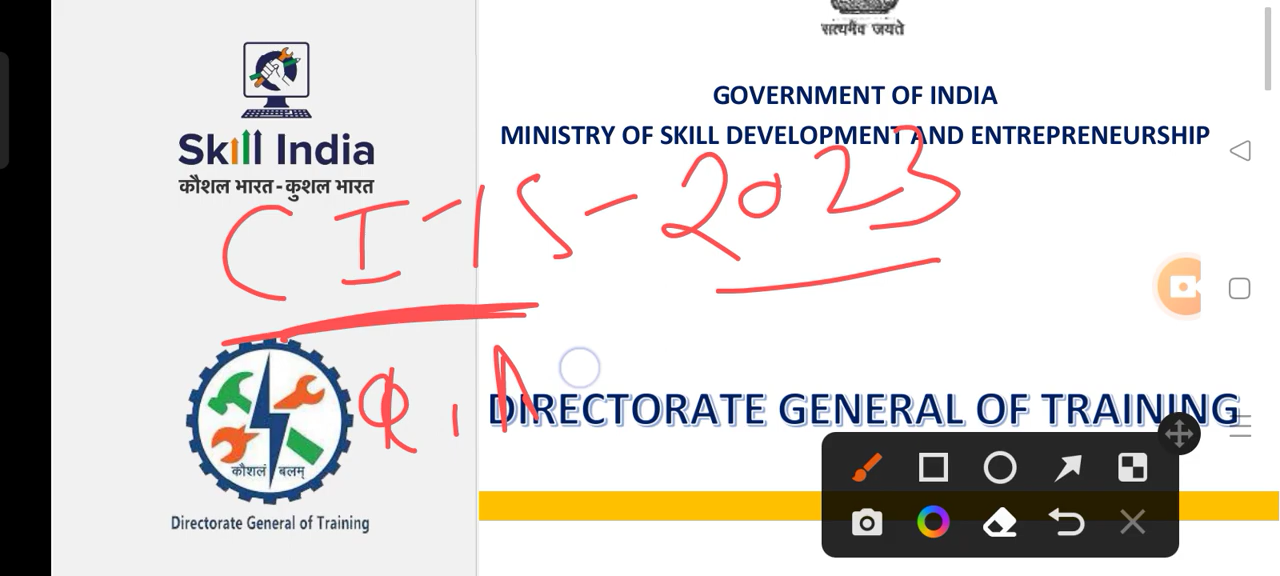 सत्यमेव जयते
GOVERNMENT OF INDIA
MINISTRY OF SKILL DEVELOPMENT AND ENTREPRENEURSHIP
Skill India
कौशल भारत - कुशल भारत
CITS - 2023
कौशलं बलम्
DIRECTORATE GENERAL OF TRAINING
Directorate General of Training